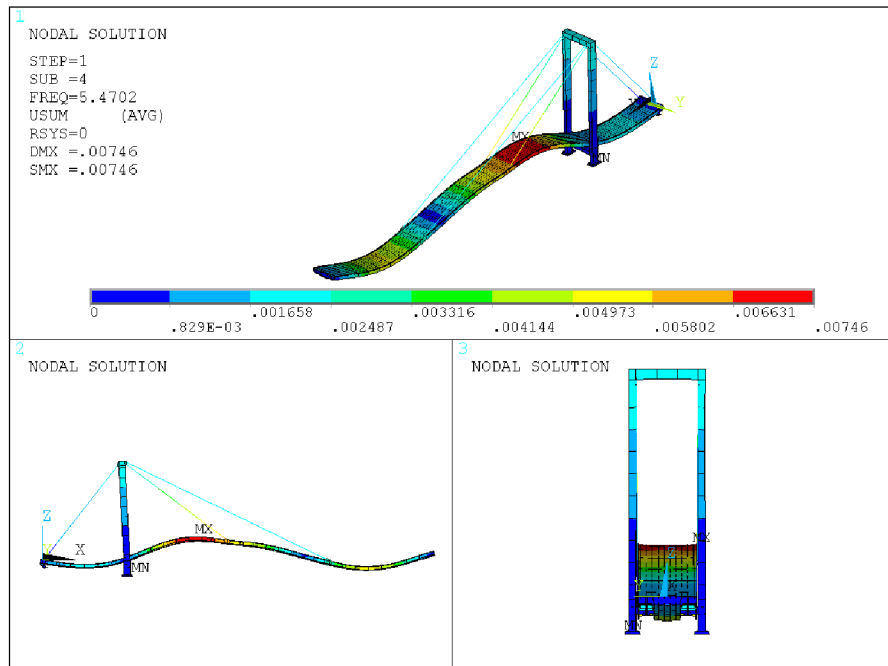 1
NODAL SOLUTION
STEP=1
SUB =4
FREQ=5.4702
USUM (AVG)
RSYS=0
DMX =.00746
SMX =.00746
Z
Y
MX
MN
0 .001658 .003316 .004973 .006631
.829E-03 .002487 .004144 .005802 .00746
2
NODAL SOLUTION
MX
Z
Y
X
MN
3
NODAL SOLUTION
MX
Z
Y
MN